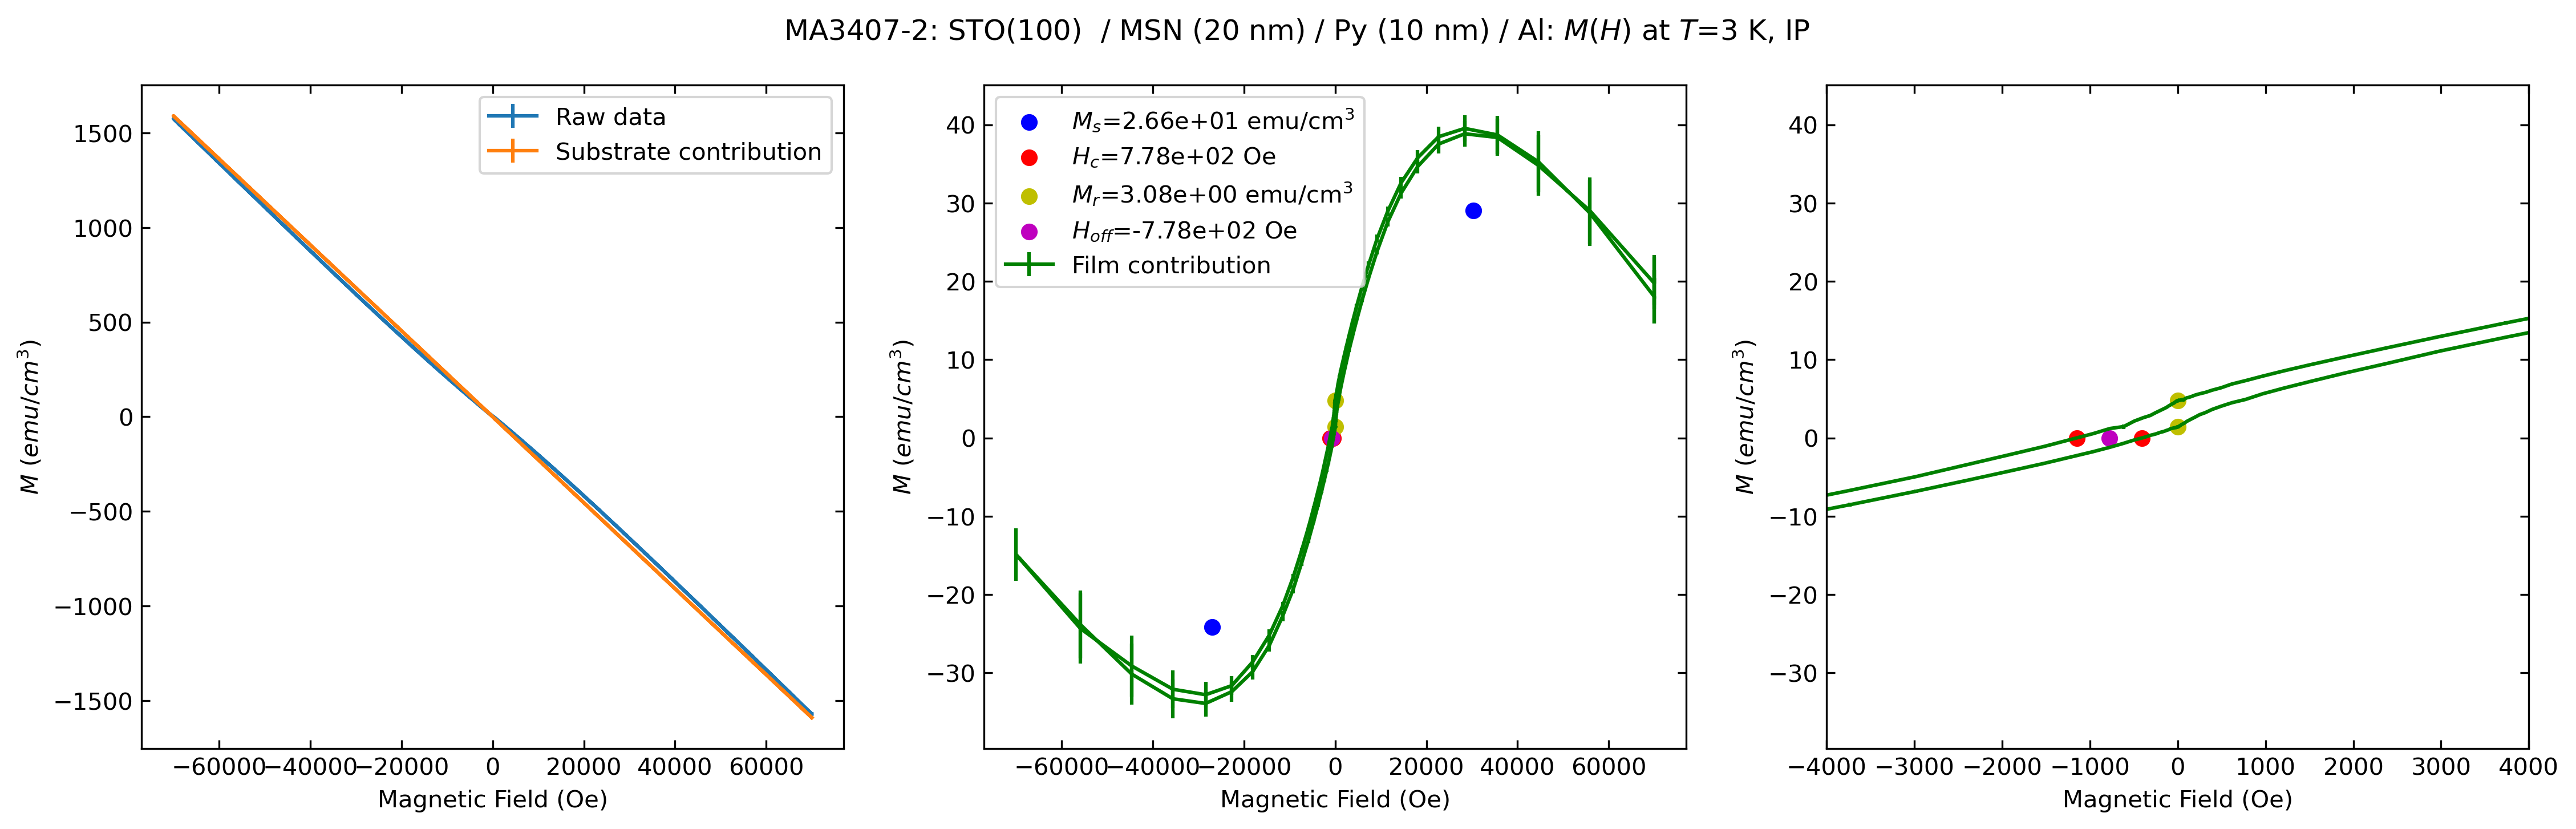 MA3407-2: STO(100) / MSN (20 nm) / Py (10 nm) / Al: M(H) at T=3 K, IP
M (emu/cm³)
1500
1000
500
0
−500
−1000
−1500
−60000 −40000 −20000 0 20000 40000 60000
Magnetic Field (Oe)
Raw data
Substrate contribution
M (emu/cm³)
40
30
20
10
0
−10
−20
−30
−60000 −40000 −20000 0 20000 40000 60000
Magnetic Field (Oe)
Mₛ=2.66e+01 emu/cm³
H_c=7.78e+02 Oe
Mᵣ=3.08e+00 emu/cm³
H_off=-7.78e+02 Oe
Film contribution
M (emu/cm³)
40
30
20
10
0
−10
−20
−30
−4000 −3000 −2000 −1000 0 1000 2000 3000 4000
Magnetic Field (Oe)